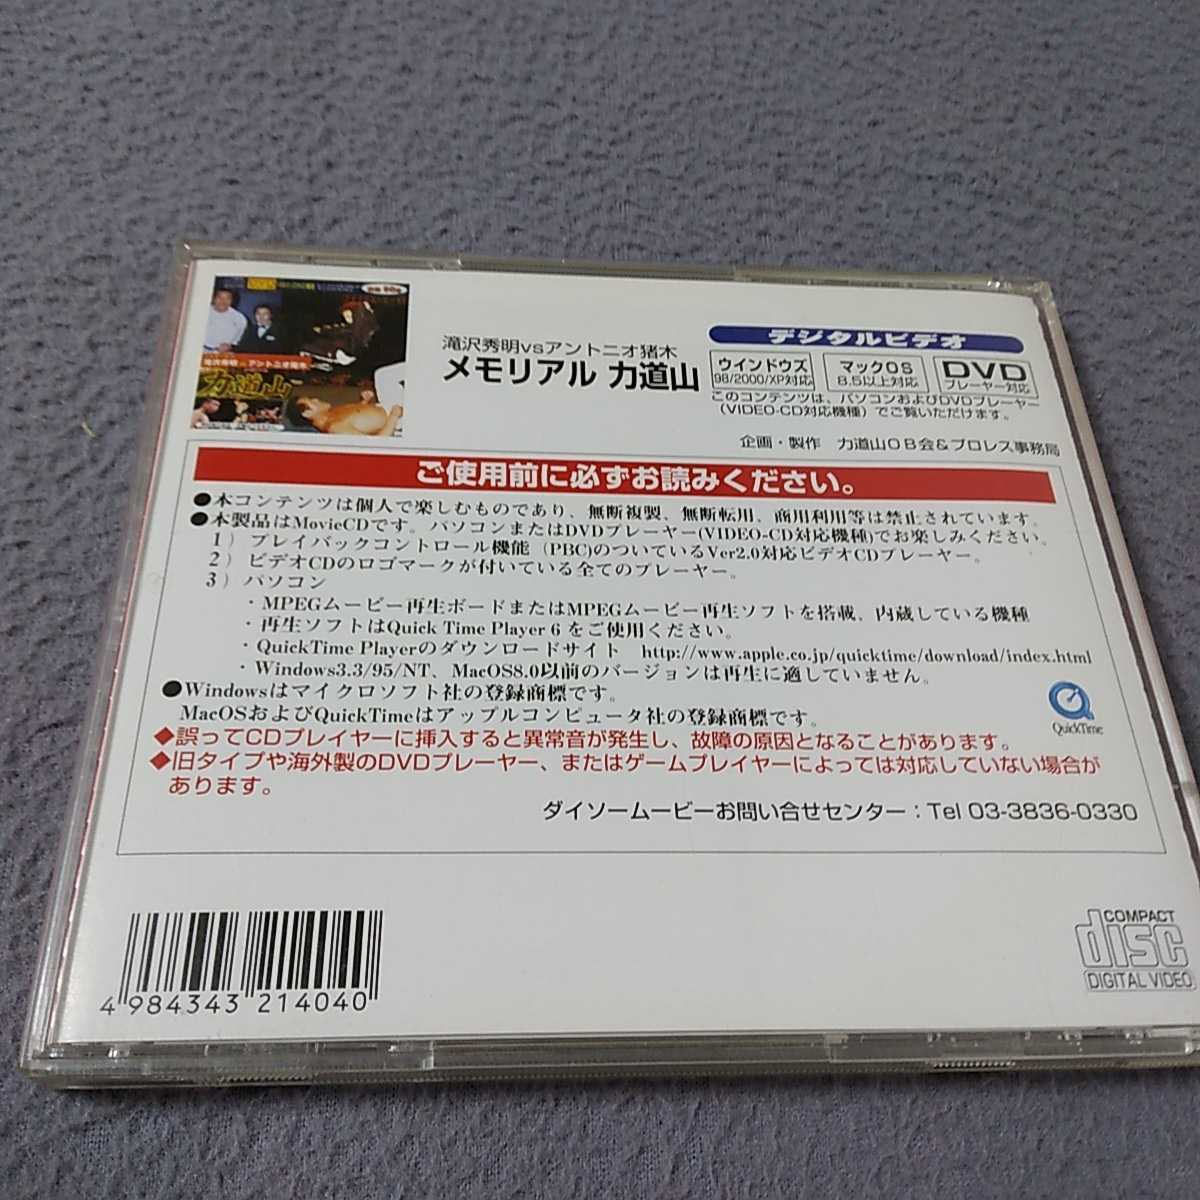 滝沢秀明vsアントニオ猪木
メモリアル 力道山
デジタルビデオ
ウインドウズ
98/2000/XP対応
マックOS
8.5以上対応
DVD
プレーヤー対応
このコンテンツは、パソコンおよびDVDプレーヤー
（VIDEO-CD対応機種）でご覧いただけます。
企画・製作 力道山OB会&プロレス事務局
滝沢秀明 vs アントニオ猪木
力道山
ご使用前に必ずお読みください。
●本コンテンツは個人で楽しむものであり、無断複製、無断転用、商用利用等は禁止されています。
●本製品はMovieCDです。パソコンまたはDVDプレーヤー(VIDEO-CD対応機種)でお楽しみください。
1）プレイバックコントロール機能（PBC)のついているVer2.0対応ビデオCDプレーヤー。
2）ビデオCDのロゴマークが付いている全てのプレーヤー。
3）パソコン
・MPEGムービー再生ボードまたはMPEGムービー再生ソフトを搭載、内蔵している機種
・再生ソフトはQuick Time Player 6 をご使用ください。
・QuickTime Playerのダウンロードサイト http://www.apple.co.jp/quicktime/download/index.html
・Windows3.3/95/NT、MacOS8.0以前のバージョンは再生に適していません。
●Windowsはマイクロソフト社の登録商標です。
MacOSおよびQuickTimeはアップルコンピュータ社の登録商標です。
QuickTime
◆誤ってCDプレイヤーに挿入すると異常音が発生し、故障の原因となることがあります。
◆旧タイプや海外製のDVDプレーヤー、またはゲームプレイヤーによっては対応していない場合が
あります。
ダイソームービーお問い合せセンター：Tel 03-3836-0330
4 984343 214040
COMPACT
disc
DIGITAL VIDEO